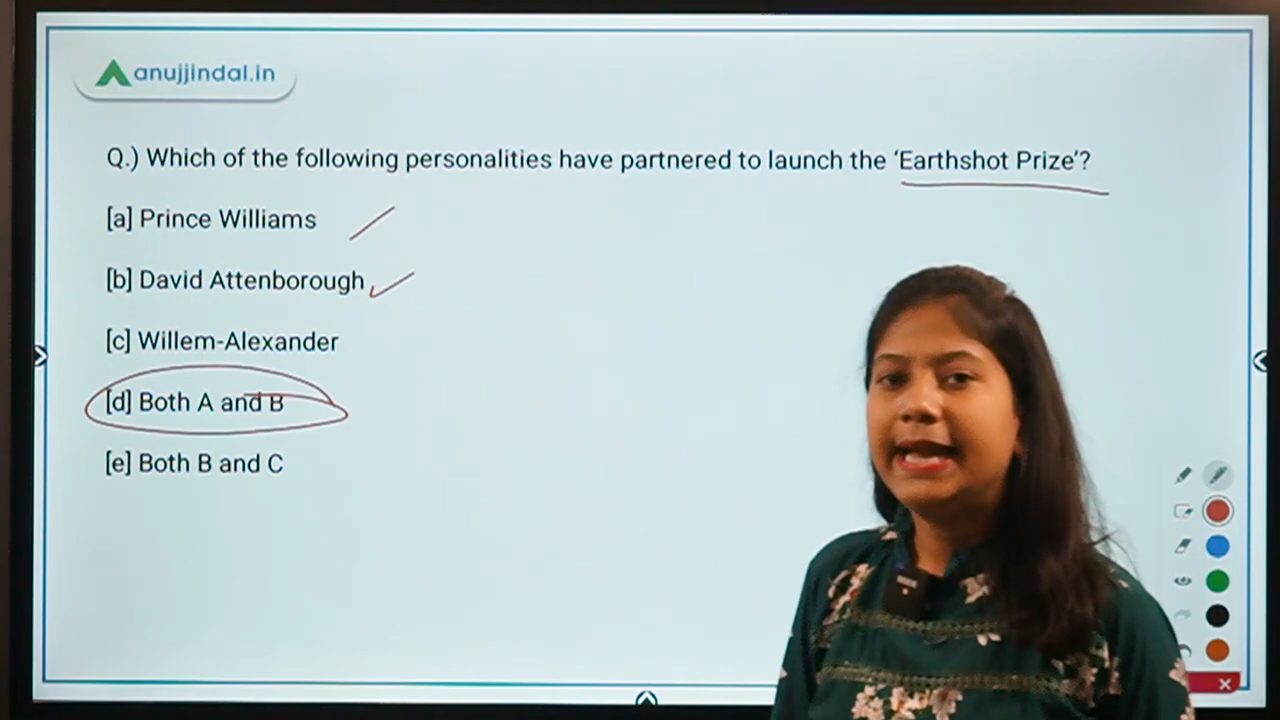 anujjindal.in
Q.) Which of the following personalities have partnered to launch the ‘Earthshot Prize’?
[a] Prince Williams
[b] David Attenborough
[c] Willem-Alexander
[d] Both A and B
[e] Both B and C